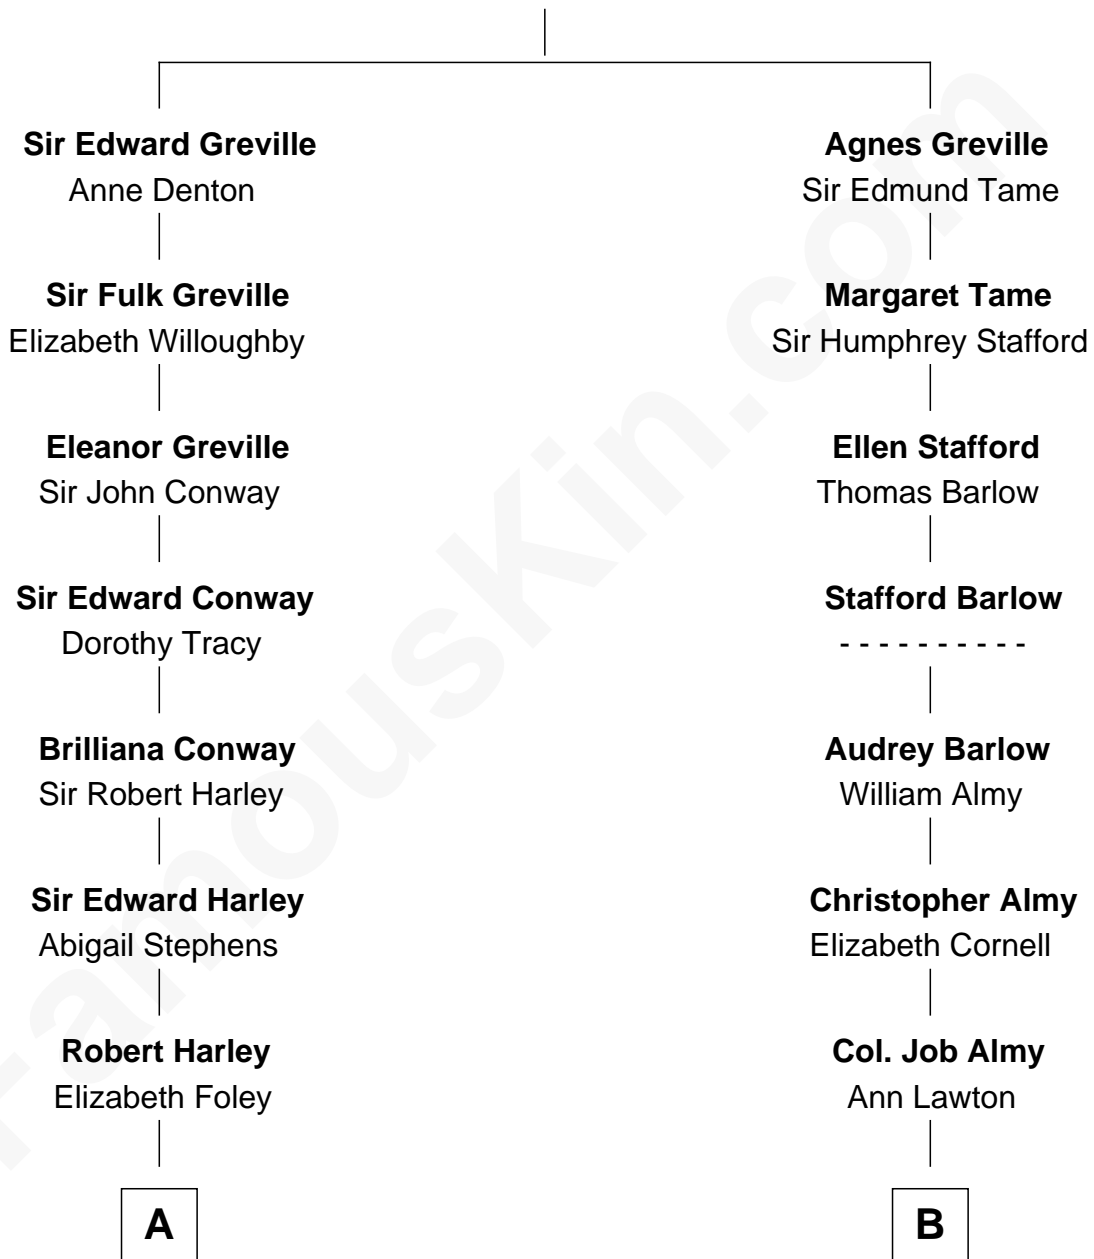 Sir Edward Greville
Anne Denton
Sir Fulk Greville
Elizabeth Willoughby
Eleanor Greville
Sir John Conway
Sir Edward Conway
Dorothy Tracy
Brilliana Conway
Sir Robert Harley
Sir Edward Harley
Abigail Stephens
Robert Harley
Elizabeth Foley
A
Agnes Greville
Sir Edmund Tame
Margaret Tame
Sir Humphrey Stafford
Ellen Stafford
Thomas Barlow
Stafford Barlow
- - - - - - - - - -
Audrey Barlow
William Almy
Christopher Almy
Elizabeth Cornell
Col. Job Almy
Ann Lawton
B
FamousKin.com